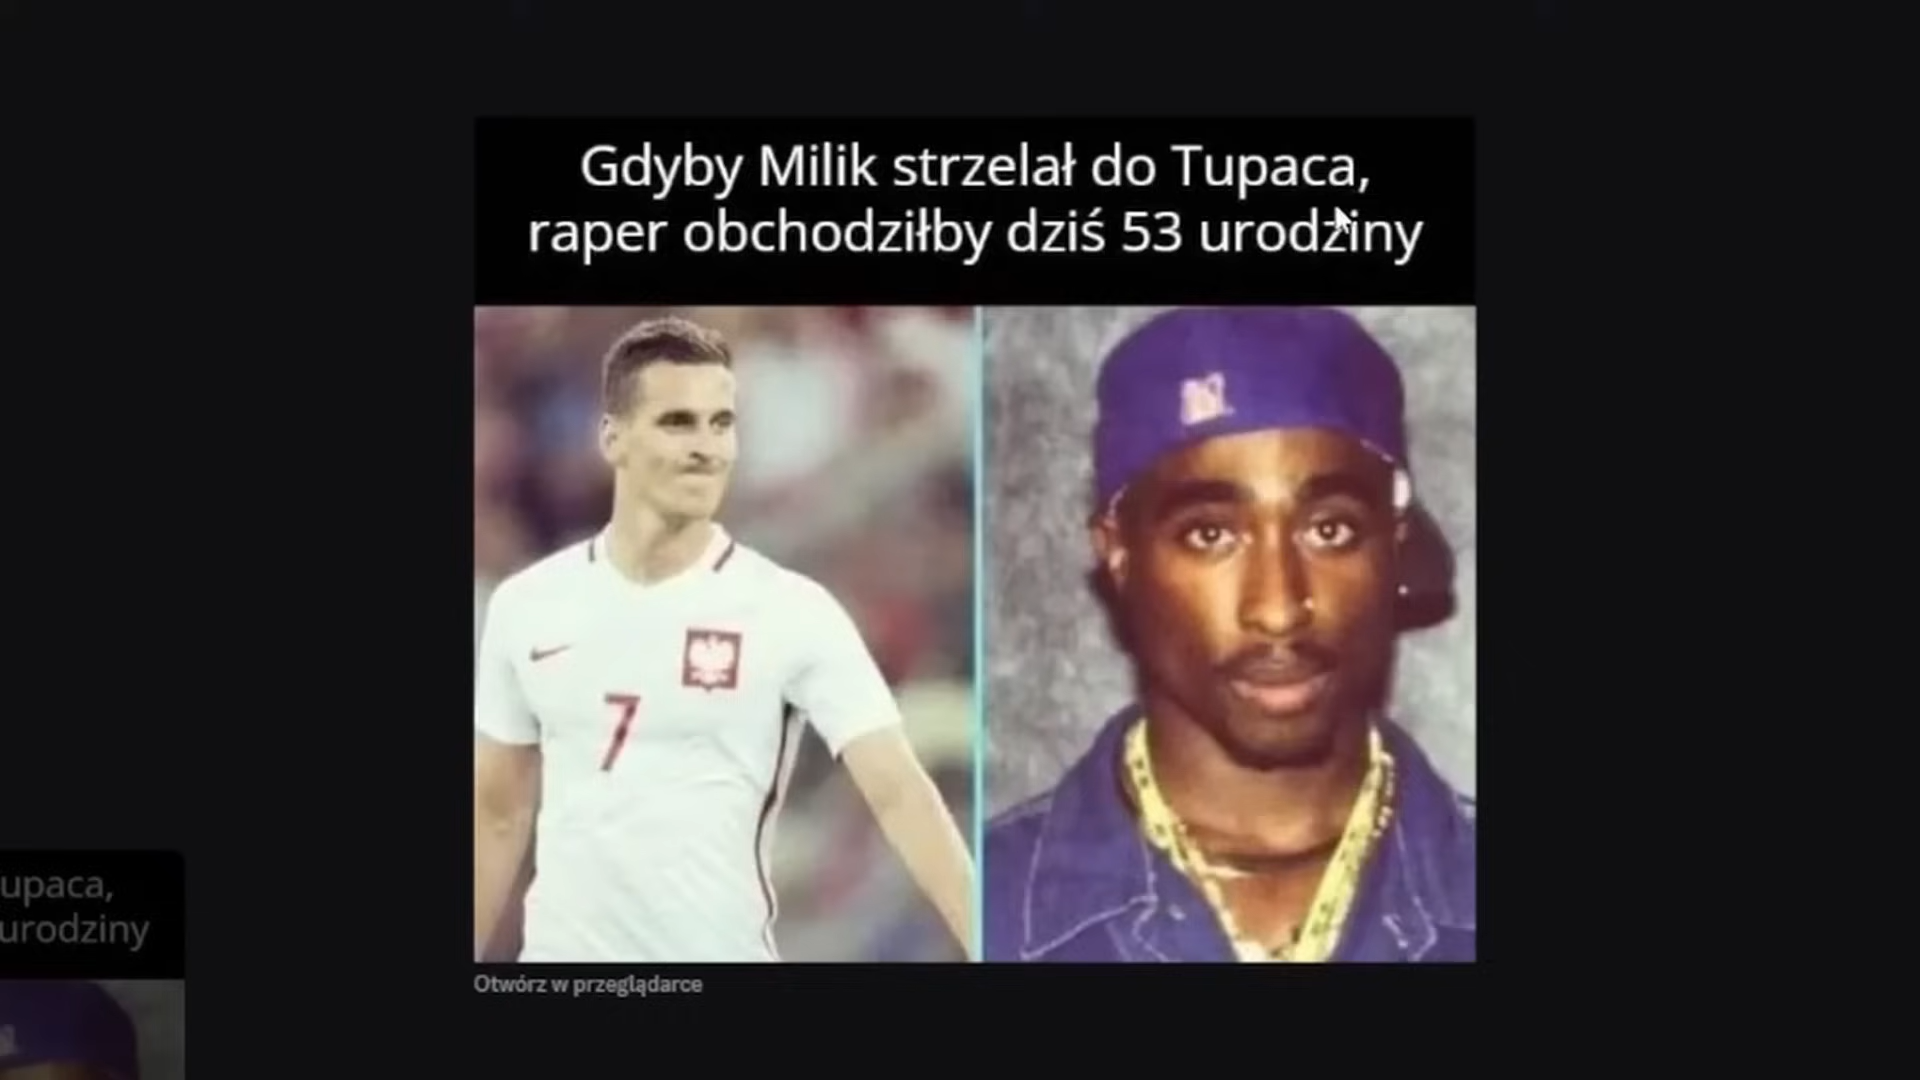 Gdyby Milik strzelał do Tupaca,
raper obchodziłby dziś 53 urodziny
7
Otwórz w przeglądarce
upaca,
urodziny